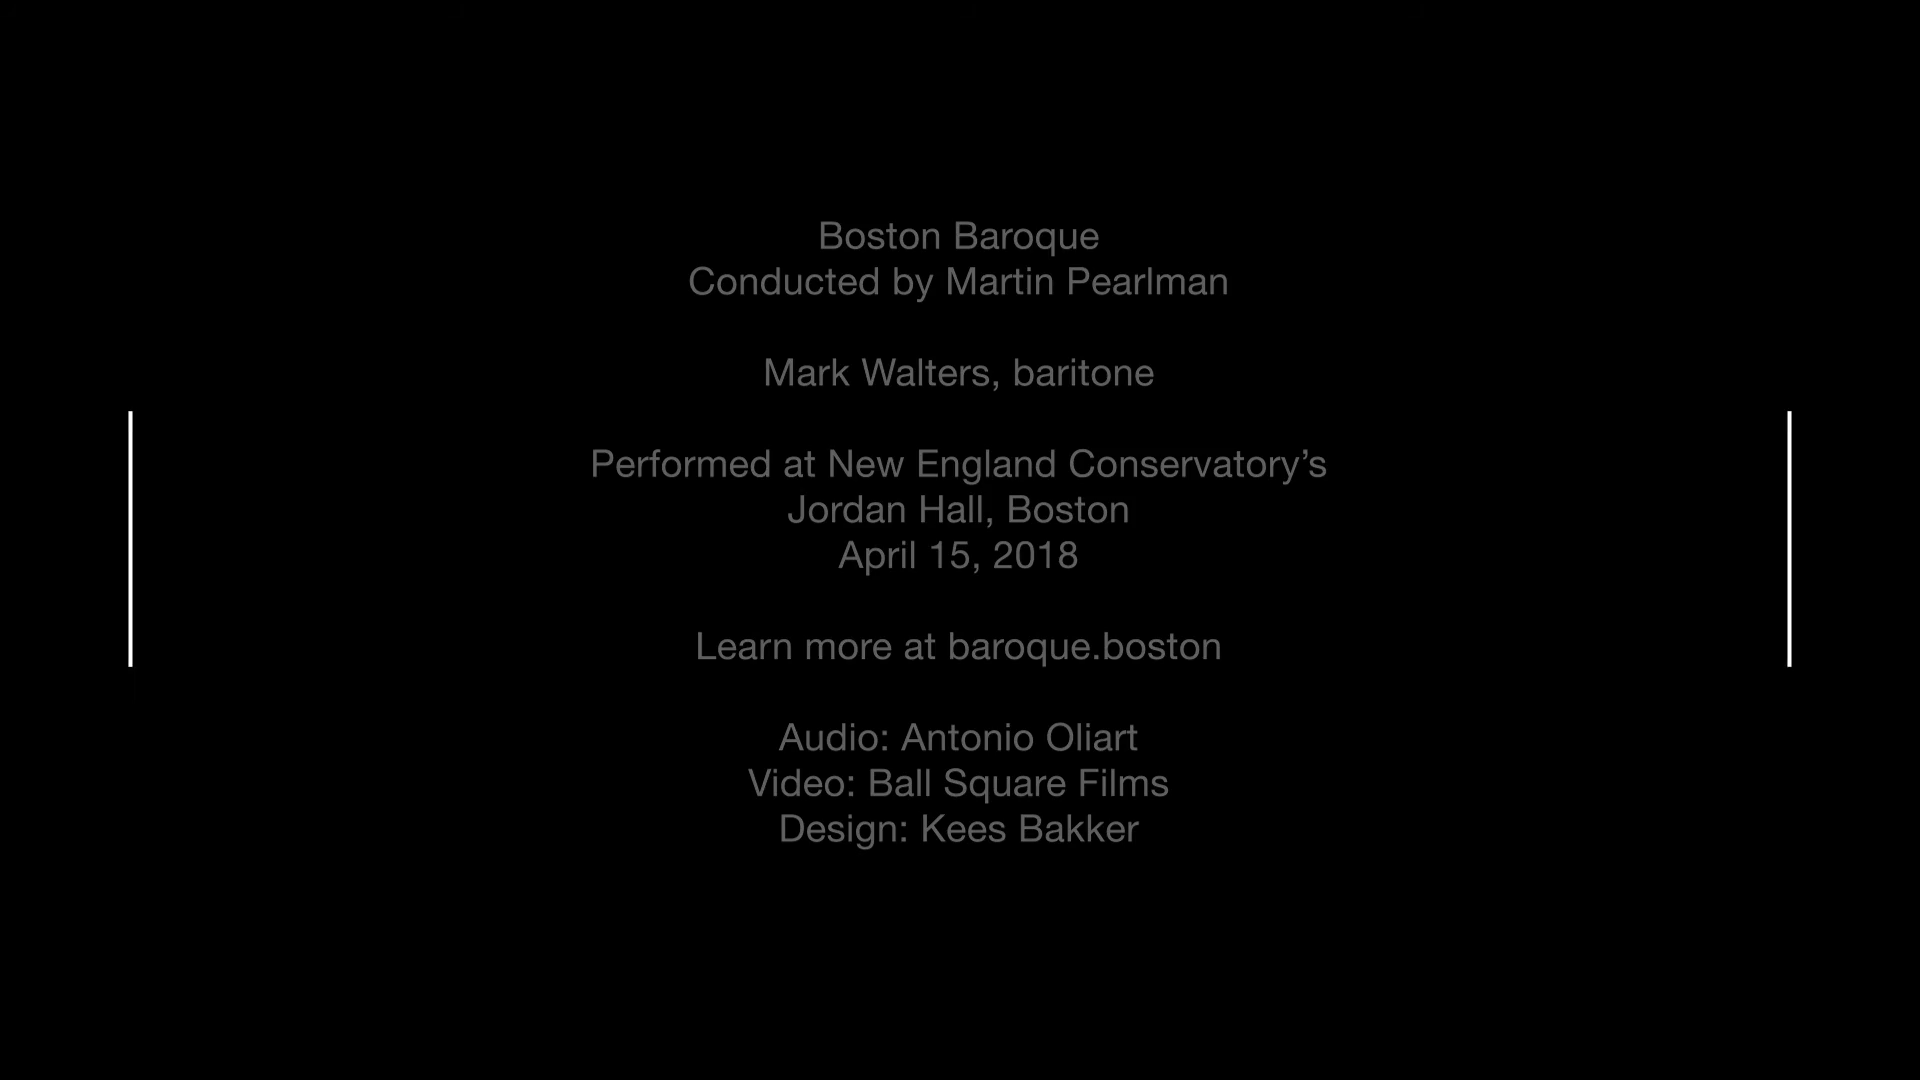 Boston Baroque
Conducted by Martin Pearlman
Mark Walters, baritone
Performed at New England Conservatory’s
Jordan Hall, Boston
April 15, 2018
Learn more at baroque.boston
Audio: Antonio Oliart
Video: Ball Square Films
Design: Kees Bakker